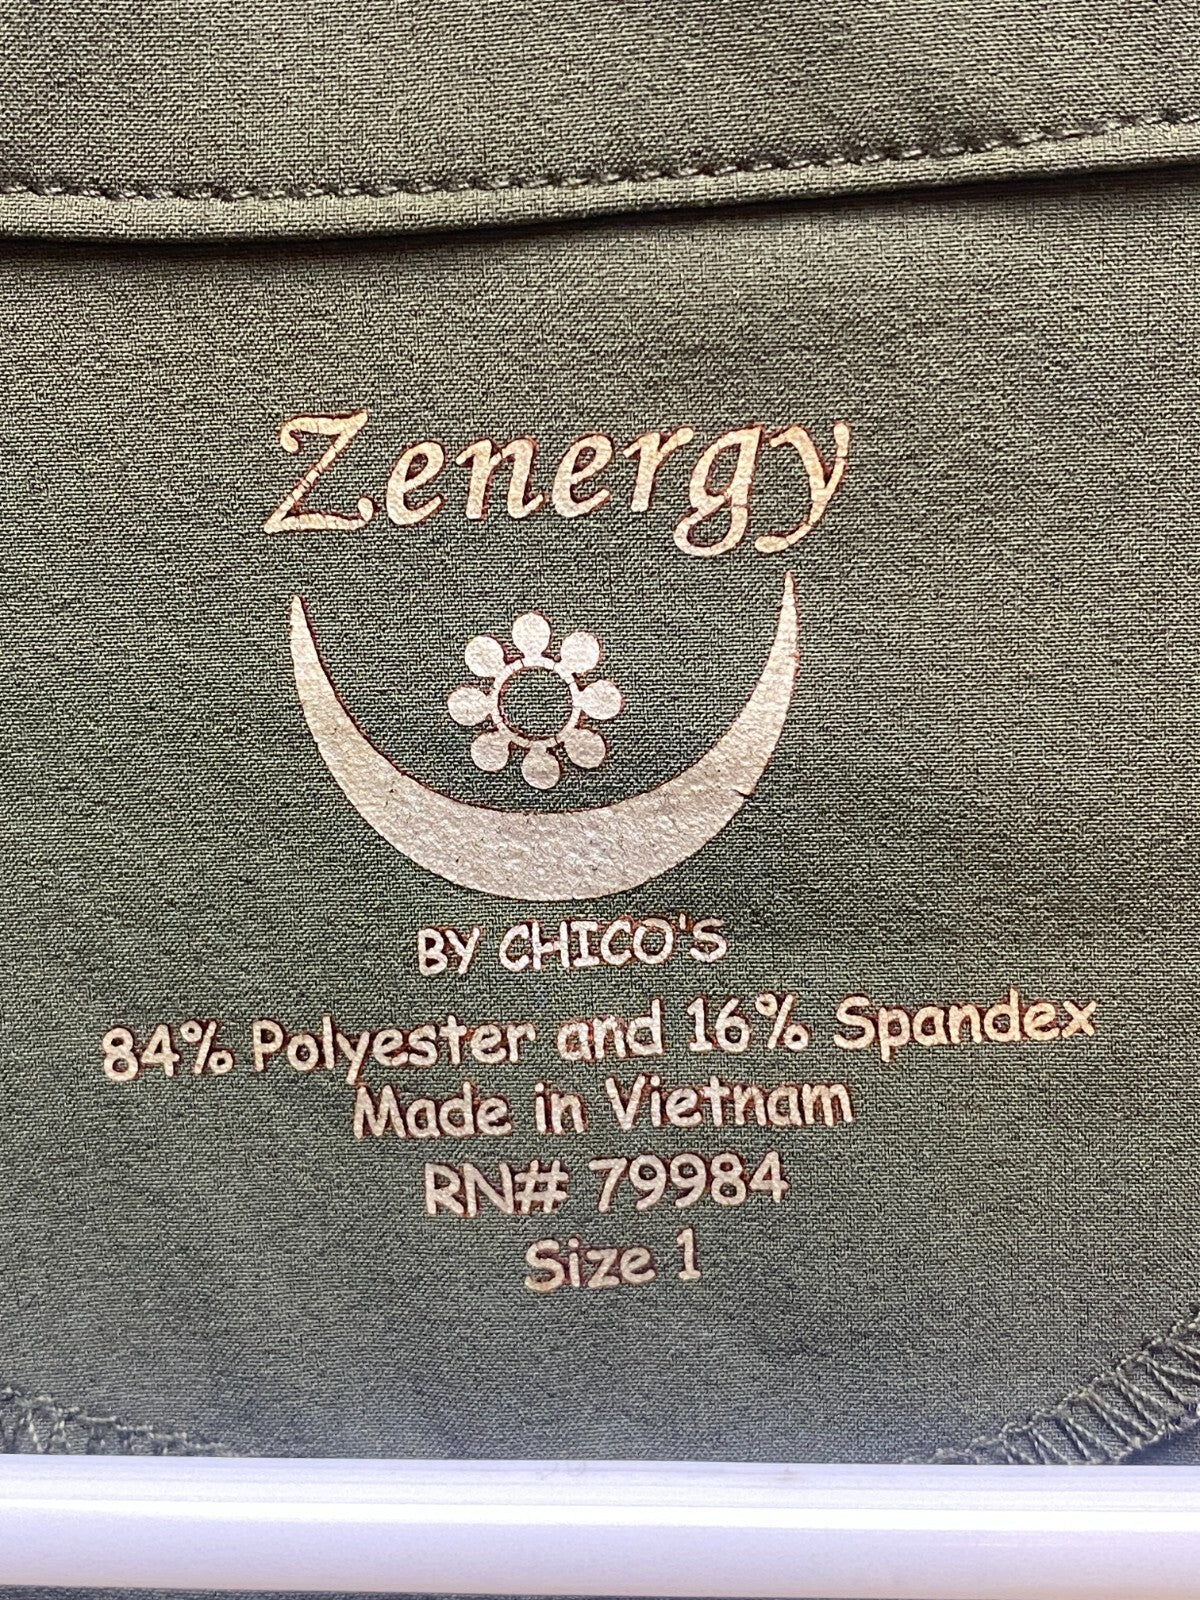 Zenergy
BY CHICO'S
84% Polyester and 16% Spandex
Made in Vietnam
RN# 79984
Size 1